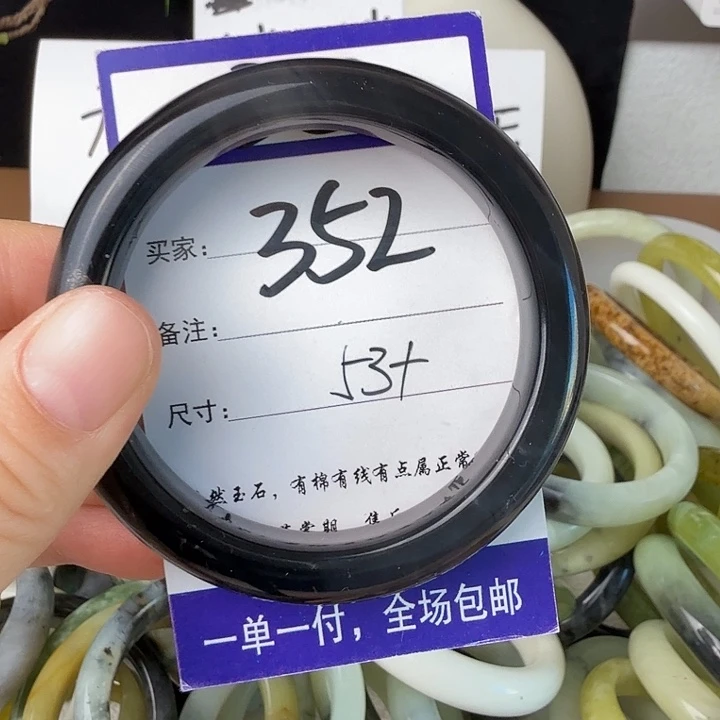 买家：352
备注：
尺寸：53+
然玉石，有棉有线有点属正常
一单一付，全场包邮